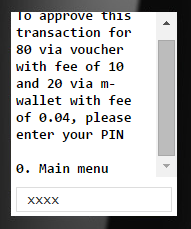 To approve this
transaction for
80 via voucher
with fee of 10
and 20 via m-
wallet with fee
of 0.04, please
enter your PIN
0. Main menu
xxxx